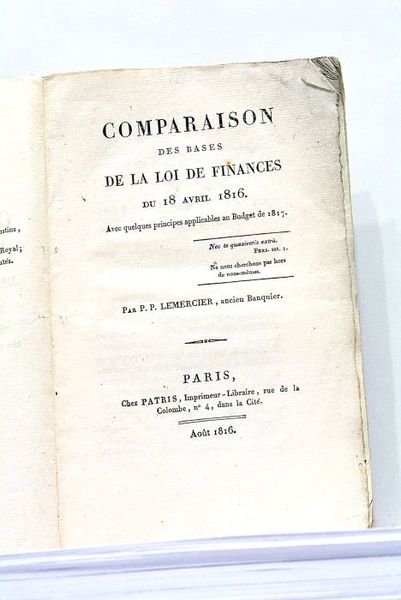 Royal;
COMPARAISON
DES BASES
DE LA LOI DE FINANCES
DU 18 AVRIL 1816.
Avec quelques principes applicables au Budget de 1817.
Nec te quæsiveris extrà.
PERS. sat. 1.
Ne nous cherchons pas hors
de nous-mêmes.
PAR P. P. LEMERCIER, ancien Banquier.
PARIS,
Chez PATRIS, Imprimeur-Libraire, rue de la
Colombe, n° 4, dans la Cité.
Août 1816.